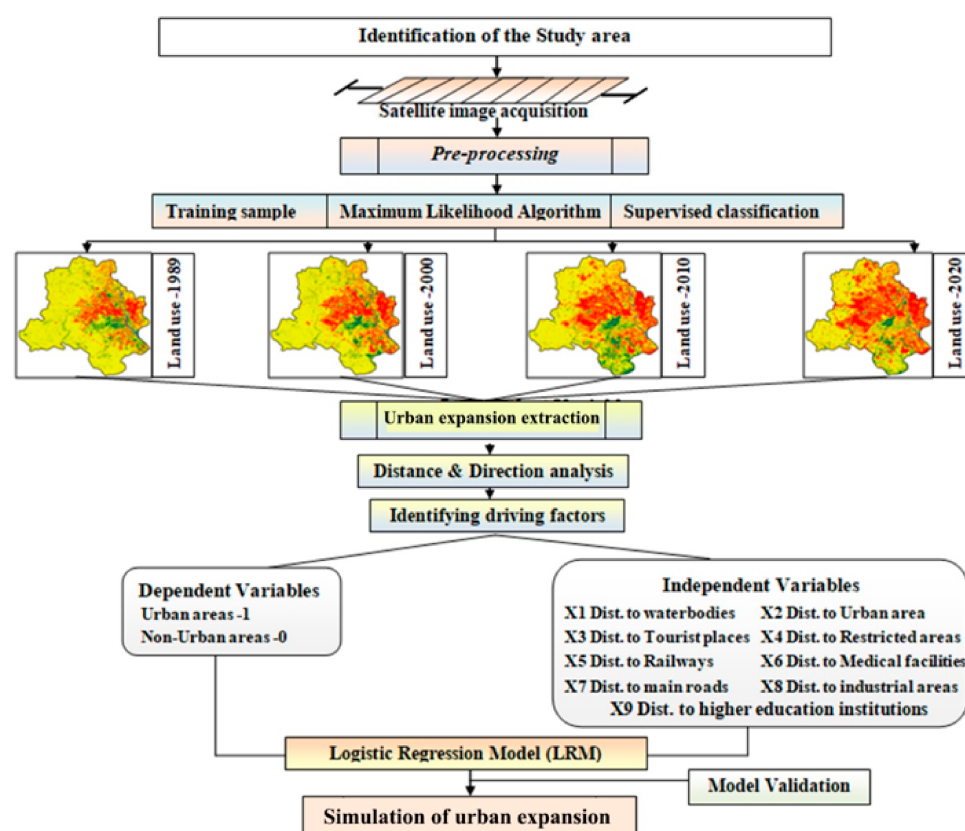 Identification of the Study area
Satellite image acquisition
Pre-processing
Training sample
Maximum Likelihood Algorithm
Supervised classification
Land use -1989
Land use -2000
Land use -2010
Land use -2020
Urban expansion extraction
Distance & Direction analysis
Identifying driving factors
Dependent Variables
Urban areas -1
Non-Urban areas -0
Independent Variables
X1 Dist. to waterbodies
X2 Dist. to Urban area
X3 Dist. to Tourist places
X4 Dist. to Restricted areas
X5 Dist. to Railways
X6 Dist. to Medical facilities
X7 Dist. to main roads
X8 Dist. to industrial areas
X9 Dist. to higher education institutions
Logistic Regression Model (LRM)
Model Validation
Simulation of urban expansion